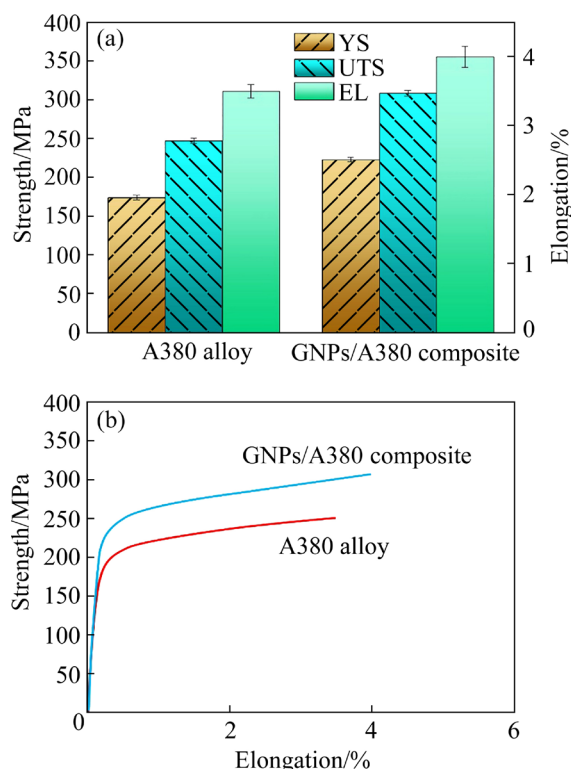 (a)
YS
UTS
EL
400
350
300
250
200
150
100
50
0
Strength/MPa
4
3
2
1
0
Elongation/%
A380 alloy
GNPs/A380 composite
(b)
400
350
300
250
200
150
100
50
0
Strength/MPa
GNPs/A380 composite
A380 alloy
2
4
6
Elongation/%